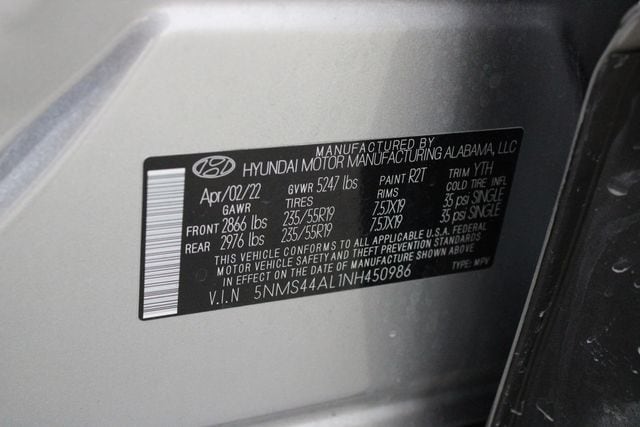 MANUFACTURED BY
HYUNDAI MOTOR MANUFACTURING ALABAMA, LLC
Apr/02/22 GVWR 5247 lbs PAINT R2T TRIM YTH
GAWR TIRES RIMS COLD TIRE INFL
FRONT 2866 lbs 235/55R19 7.5JX19 35 psi SINGLE
REAR 2976 lbs 235/55R19 7.5JX19 35 psi SINGLE
THIS VEHICLE CONFORMS TO ALL APPLICABLE U.S. FEDERAL
MOTOR VEHICLE SAFETY AND THEFT PREVENTION STANDARDS
IN EFFECT ON THE DATE OF MANUFACTURE SHOWN ABOVE.
V.I.N 5NMS44AL1NH450986 TYPE: MPV